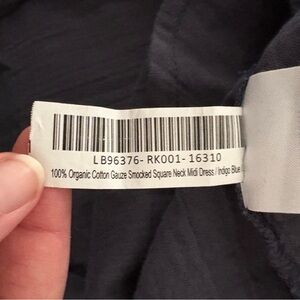 LB96376-RK001-16310
100% Organic Cotton Gauze Smocked Square Neck Midi Dress / Indigo Blue